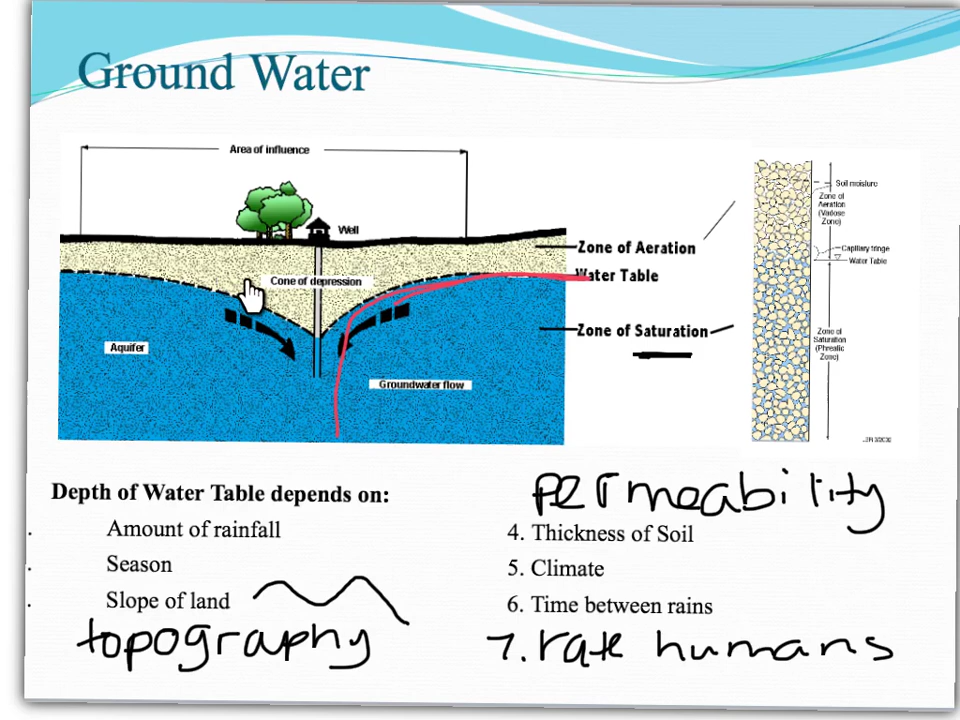 Ground Water
Area of influence
Well
Cone of depression
Aquifer
Groundwater flow
Zone of Aeration
Water Table
Zone of Saturation
Soil moisture
Zone of
Aeration
(Vadose
Zone)
Capillary fringe
Water Table
Zone of
Saturation
(Phreatic
Zone)
Depth of Water Table depends on:
Amount of rainfall
Season
Slope of land
topography
permeability
4. Thickness of Soil
5. Climate
6. Time between rains
7. rate humans